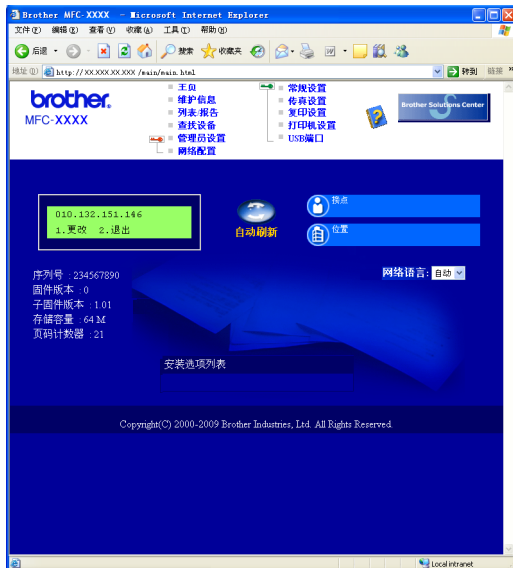 Brother MFC-XXXX - Microsoft Internet Explorer
文件(F) 编辑(E) 查看(V) 收藏(A) 工具(T) 帮助(H)
后退 搜索 收藏夹
地址(D) http://XX.XXX.XX.XXX /main/main.html 转到 链接 »
brother.
MFC-XXXX
主页
维护信息
列表/报告
查找设备
管理员设置
网络配置
常规设置
传真设置
复印设置
打印机设置
USB端口
Brother Solutions Center
010.132.151.146
1.更改 2.退出
自动刷新
接点
位置
序列号 : 234567890
固件版本 : 0
子固件版本 : 1.01
存储容量 : 64 M
页码计数器 : 21
网络语言: 自动
安装选项列表
Copyright(C) 2000-2009 Brother Industries, Ltd. All Rights Reserved.
Local intranet